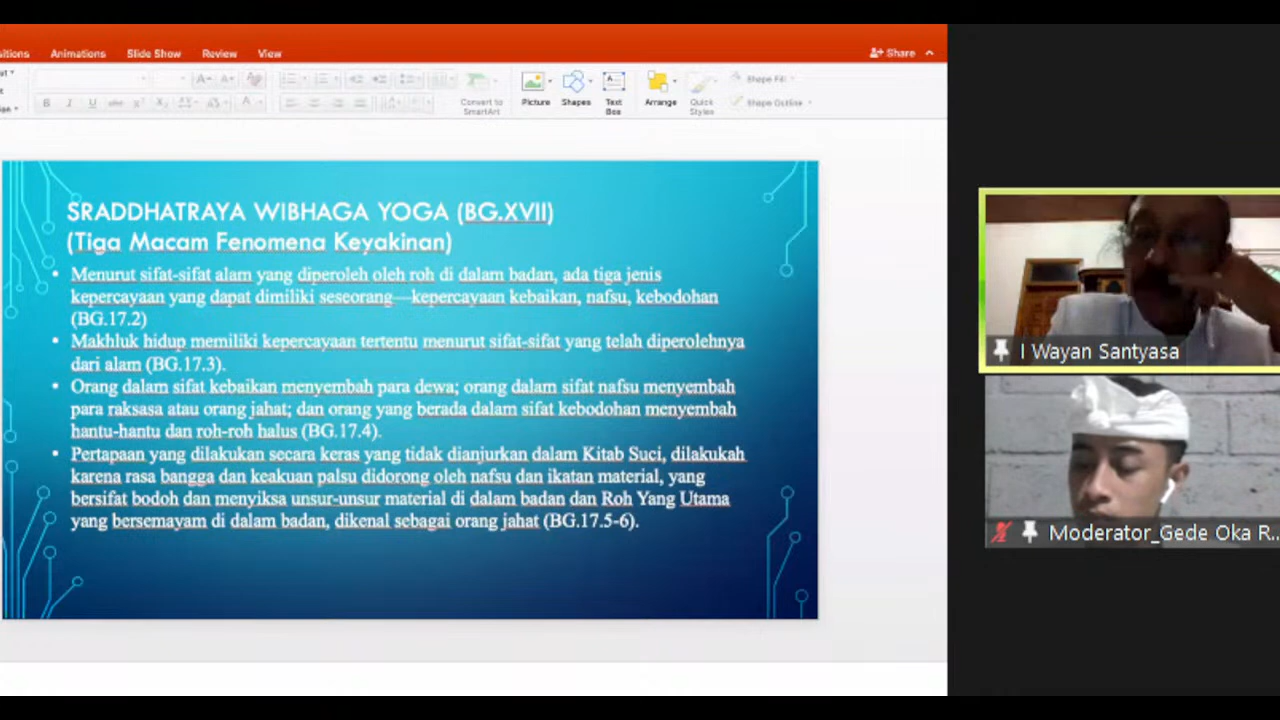 Animations
Slide Show
Review
View
Share
Convert to
SmartArt
Picture
Shapes
Text
Box
Arrange
Quick
Styles
Shape Fill
Shape Outline
SRADDHATRAYA WIBHAGA YOGA (BG.XVII)
(Tiga Macam Fenomena Keyakinan)
• Menurut sifat-sifat alam yang diperoleh oleh roh di dalam badan, ada tiga jenis
kepercayaan yang dapat dimiliki seseorang—kepercayaan kebaikan, nafsu, kebodohan
(BG.17.2)
• Makhluk hidup memiliki kepercayaan tertentu menurut sifat-sifat yang telah diperolehnya
dari alam (BG.17.3).
• Orang dalam sifat kebaikan menyembah para dewa; orang dalam sifat nafsu menyembah
para raksasa atau orang jahat; dan orang yang berada dalam sifat kebodohan menyembah
hantu-hantu dan roh-roh halus (BG.17.4).
• Pertapaan yang dilakukan secara keras yang tidak dianjurkan dalam Kitab Suci, dilakukah
karena rasa bangga dan keakuan palsu didorong oleh nafsu dan ikatan material, yang
bersifat bodoh dan menyiksa unsur-unsur material di dalam badan dan Roh Yang Utama
yang bersemayam di dalam badan, dikenal sebagai orang jahat (BG.17.5-6).
I Wayan Santyasa
Moderator_Gede Oka R...